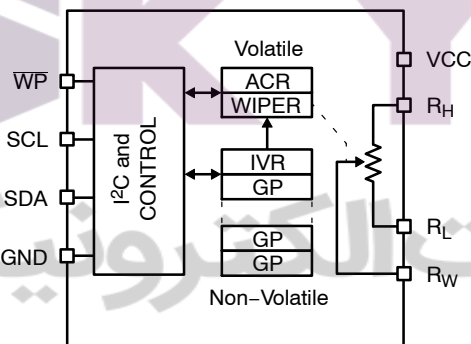 Volatile
VCC
WP
ACR
WIPER
RH
SCL
I²C and
CONTROL
IVR
GP
SDA
RL
GND
GP
GP
RW
Non–Volatile